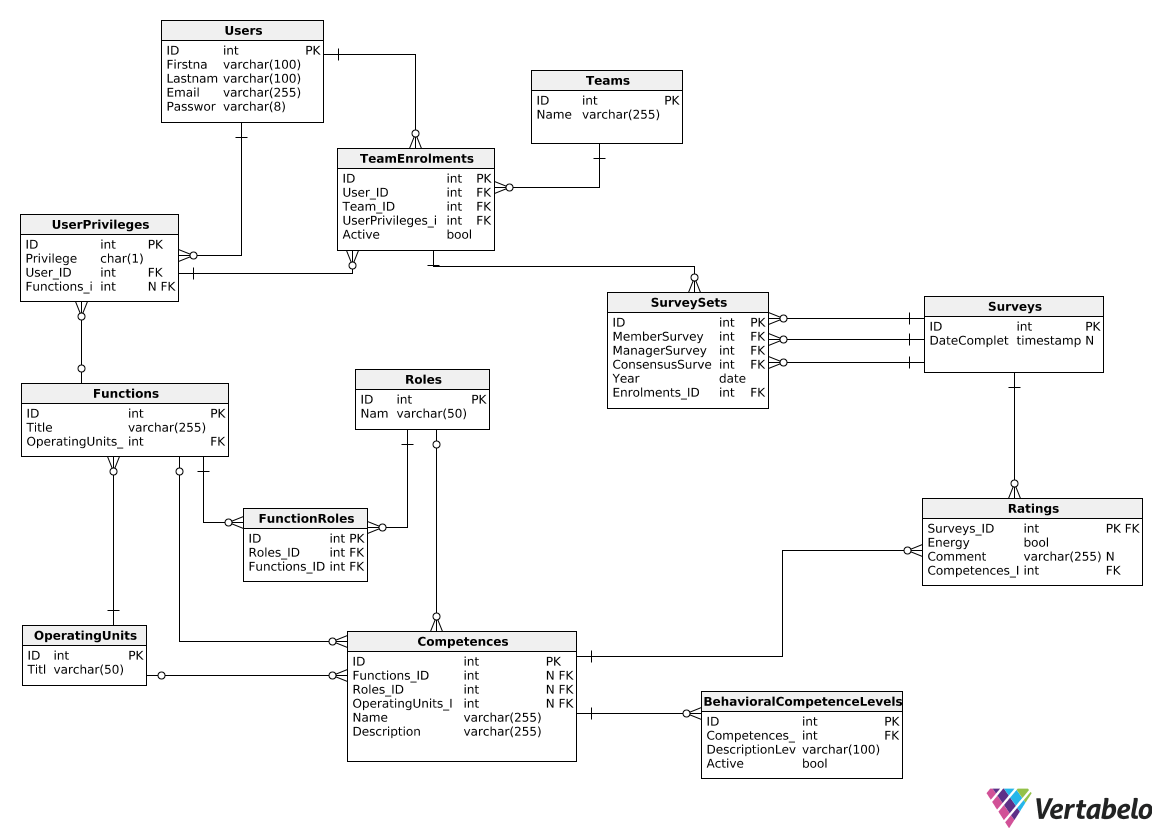 Users
ID int PK
Firstna varchar(100)
Lastnam varchar(100)
Email varchar(255)
Passwor varchar(8)
Teams
ID int PK
Name varchar(255)
TeamEnrolments
ID int PK
User_ID int FK
Team_ID int FK
UserPrivileges_i int FK
Active bool
UserPrivileges
ID int PK
Privilege char(1)
User_ID int FK
Functions_i int N FK
SurveySets
ID int PK
MemberSurvey int FK
ManagerSurvey int FK
ConsensusSurve int FK
Year date
Enrolments_ID int FK
Surveys
ID int PK
DateComplet timestamp N
Functions
ID int PK
Title varchar(255)
OperatingUnits_ int FK
Roles
ID int PK
Nam varchar(50)
FunctionRoles
ID int PK
Roles_ID int FK
Functions_ID int FK
Ratings
Surveys_ID int PK FK
Energy bool
Comment varchar(255) N
Competences_I int FK
OperatingUnits
ID int PK
Titl varchar(50)
Competences
ID int PK
Functions_ID int N FK
Roles_ID int N FK
OperatingUnits_I int N FK
Name varchar(255)
Description varchar(255)
BehavioralCompetenceLevels
ID int PK
Competences_ int FK
DescriptionLev varchar(100)
Active bool
Vertabelo